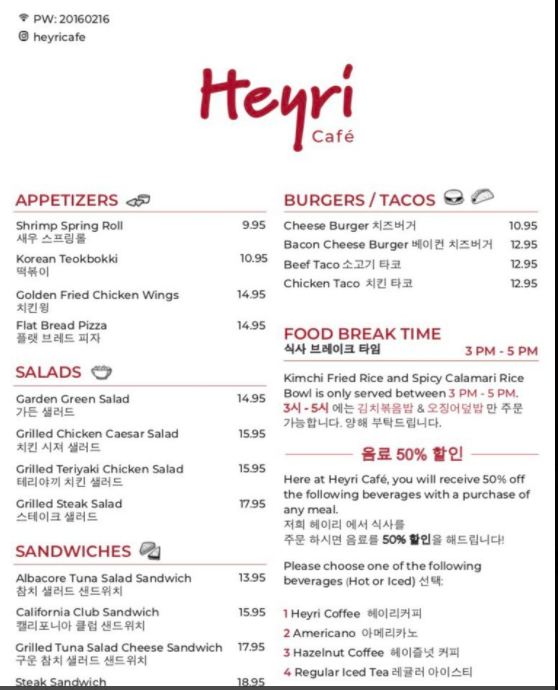 PW: 20160216
heyricafe
Heyri
Café
APPETIZERS
Shrimp Spring Roll 9.95
새우 스프링롤
Korean Teokbokki 10.95
떡볶이
Golden Fried Chicken Wings 14.95
치킨윙
Flat Bread Pizza 14.95
플랫 브레드 피자
SALADS
Garden Green Salad 14.95
가든 샐러드
Grilled Chicken Caesar Salad 15.95
치킨 시져 샐러드
Grilled Teriyaki Chicken Salad 15.95
테리야끼 치킨 샐러드
Grilled Steak Salad 17.95
스테이크 샐러드
SANDWICHES
Albacore Tuna Salad Sandwich 13.95
참치 샐러드 샌드위치
California Club Sandwich 15.95
캘리포니아 클럽 샌드위치
Grilled Tuna Salad Cheese Sandwich 17.95
구운 참치 샐러드 샌드위치
Steak Sandwich 18.95
BURGERS / TACOS
Cheese Burger 치즈버거 10.95
Bacon Cheese Burger 베이컨 치즈버거 12.95
Beef Taco 소고기 타코 12.95
Chicken Taco 치킨 타코 12.95
FOOD BREAK TIME
식사 브레이크 타임 3 PM - 5 PM
Kimchi Fried Rice and Spicy Calamari Rice
Bowl is only served between 3 PM - 5 PM.
3시 - 5시 에는 김치볶음밥 & 오징어덮밥 만 주문
가능합니다. 양해 부탁드립니다.
음료 50% 할인
Here at Heyri Café, you will receive 50% off
the following beverages with a purchase of
any meal.
저희 헤이리 에서 식사를
주문 하시면 음료를 50% 할인을 해드립니다!
Please choose one of the following
beverages (Hot or Iced) 선택:
1 Heyri Coffee 헤이리커피
2 Americano 아메리카노
3 Hazelnut Coffee 헤이즐넛 커피
4 Regular Iced Tea 레귤러 아이스티